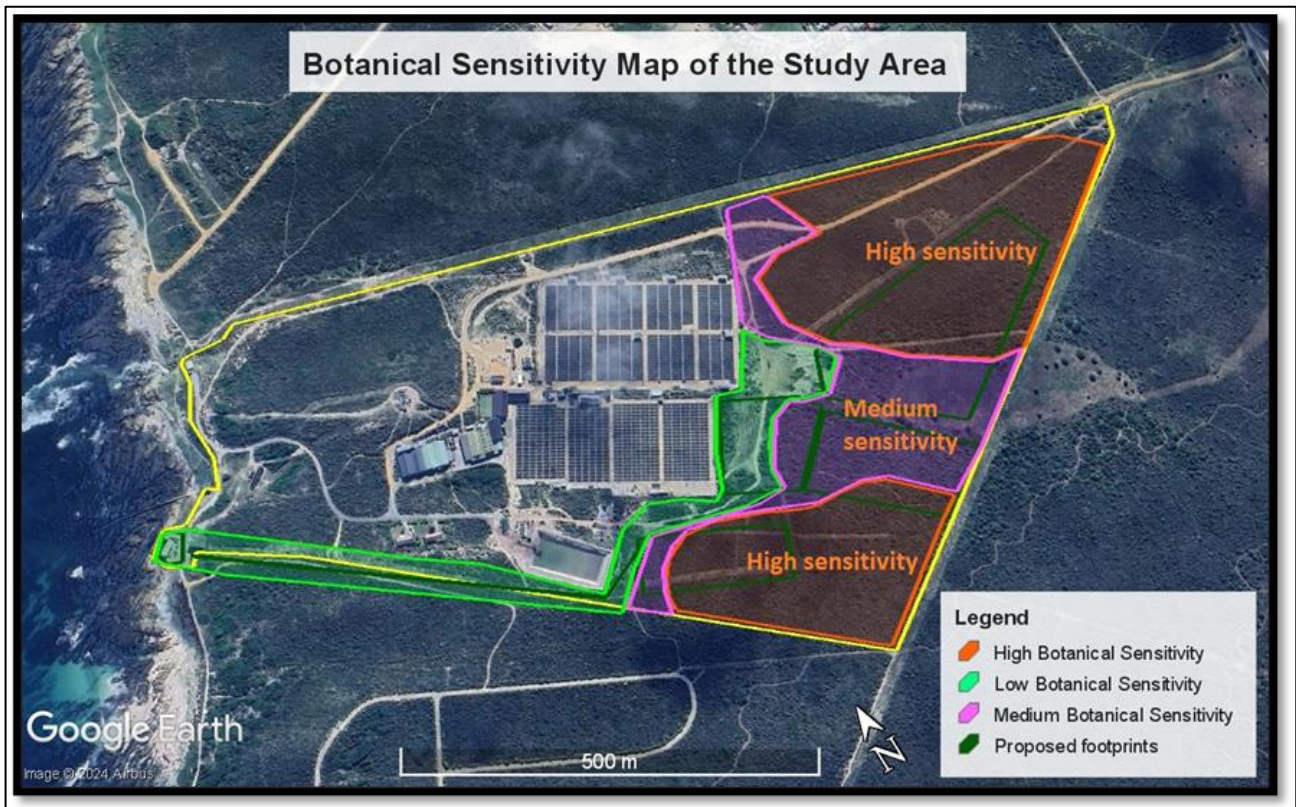 Botanical Sensitivity Map of the Study Area
High sensitivity
Medium
sensitivity
High sensitivity
Legend
High Botanical Sensitivity
Low Botanical Sensitivity
Medium Botanical Sensitivity
Proposed footprints
N
500 m
Google Earth
Image © 2024 Airbus